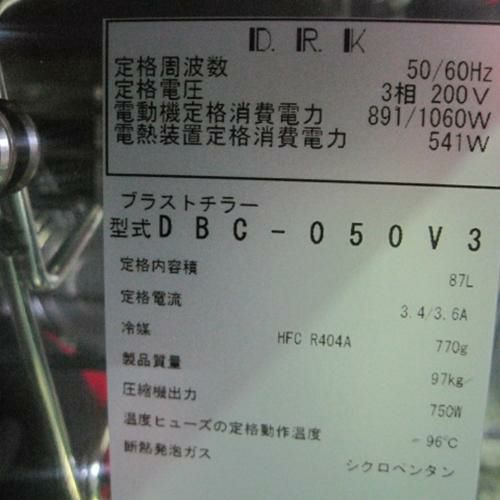 D. R. K
定格周波数 50/60Hz
定格電圧 3相 200V
電動機定格消費電力 891/1060W
電熱装置定格消費電力 541W
ブラストチラー
型式DBC-050V3
定格内容積 87L
定格電流 3.4/3.6A
冷媒 HFC R404A 770g
製品質量 97kg
圧縮機出力 750W
温度ヒューズの定格動作温度 96℃
断熱発泡ガス シクロペンタン